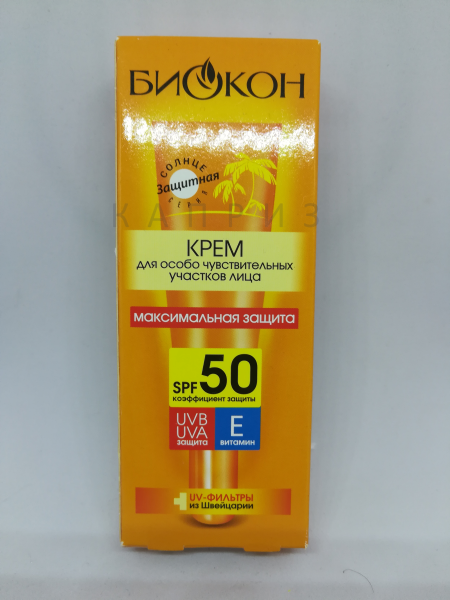 БИОКОН
СОЛНЦЕ
Защитная
СЕРИЯ
КАПРИЗ
КРЕМ
для особо чувствительных
участков лица
максимальная защита
SPF 50
коэффициент защиты
UVB
UVA
защита
E
витамин
UV-ФИЛЬТРЫ
из Швейцарии